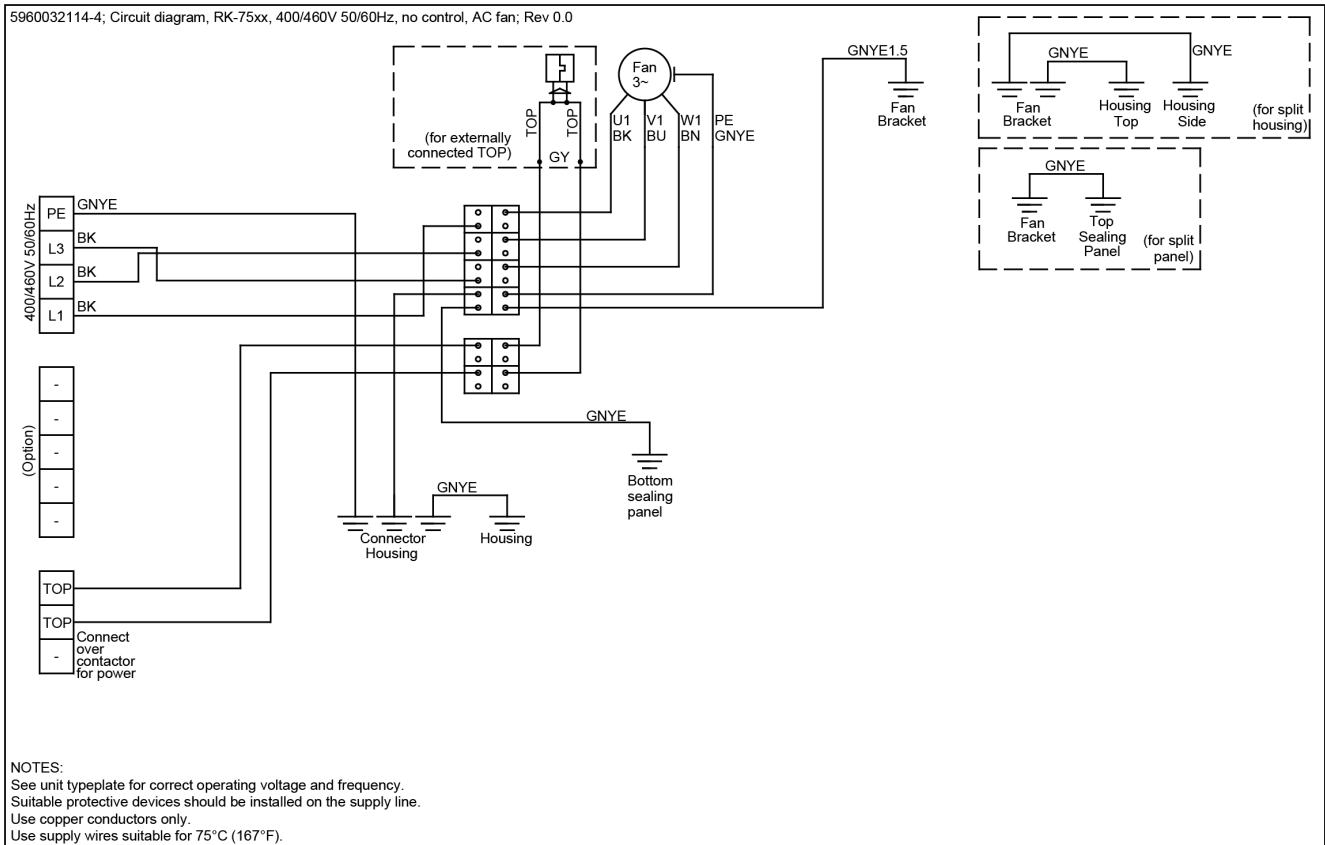 5960032114-4; Circuit diagram, RK-75xx, 400/460V 50/60Hz, no control, AC fan; Rev 0.0
TOP
TOP
(for externally
connected TOP)
GY
Fan
3~
U1
BK
V1
BU
W1
BN
PE
GNYE
GNYE1.5
Fan
Bracket
GNYE
GNYE
Fan
Bracket
Housing
Top
Housing
Side
(for split
housing)
GNYE
Fan
Bracket
Top
Sealing
Panel
(for split
panel)
400/460V 50/60Hz
PE
GNYE
L3
BK
L2
BK
L1
BK
(Option)
-
-
-
-
-
GNYE
Bottom
sealing
panel
GNYE
Connector
Housing
Housing
TOP
TOP
-
Connect
over
contactor
for power
NOTES:
See unit typeplate for correct operating voltage and frequency.
Suitable protective devices should be installed on the supply line.
Use copper conductors only.
Use supply wires suitable for 75°C (167°F).